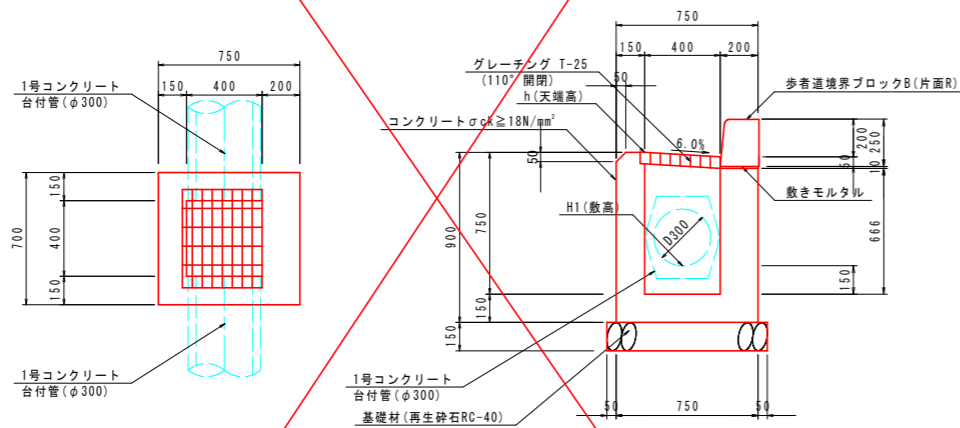 750
150
400
200
1号コンクリート
台付管(φ300)
700
150
400
150
1号コンクリート
台付管(φ300)
750
150
400
200
グレーチング T-25
(110°開閉)
50
h(天端高)
コンクリートσck≧18N/mm²
歩者道境界ブロックB(片面R)
6.0%
200
250
50
50
10
敷きモルタル
H1(敷高)
D300
900
750
666
150
150
150
1号コンクリート
台付管(φ300)
基礎材(再生砕石RC-40)
50
750
50